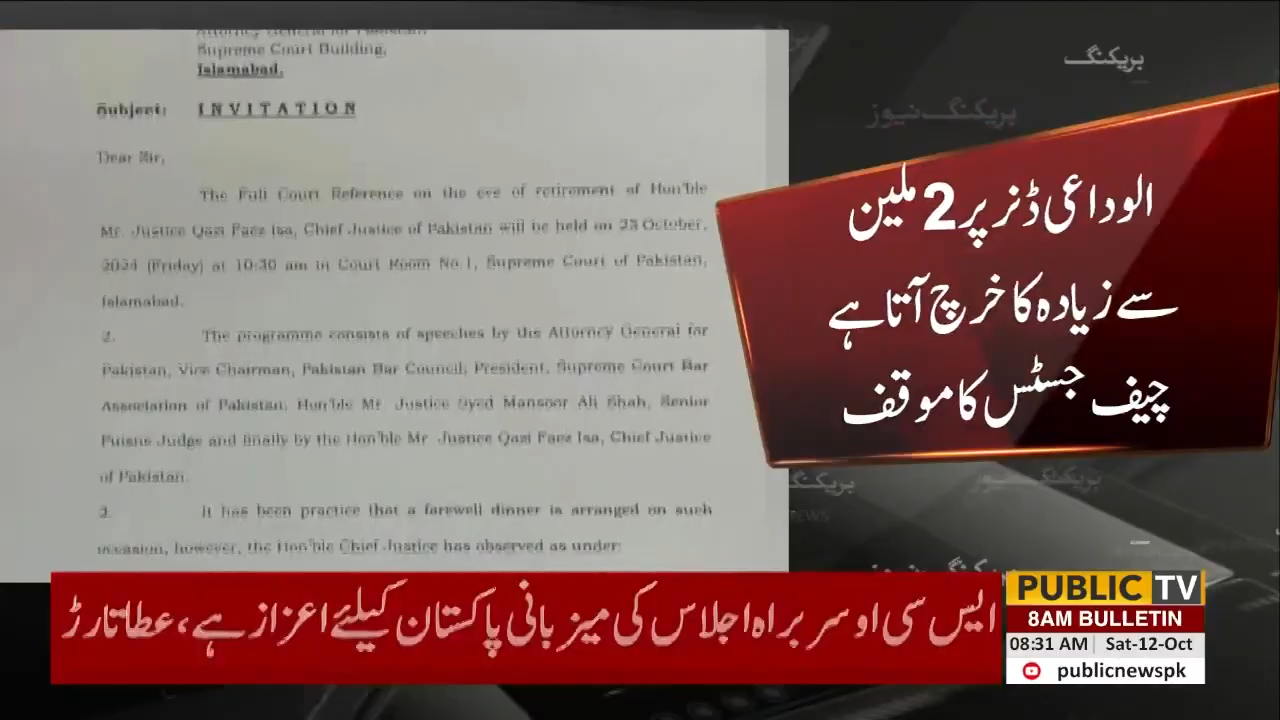 Attorney General for Pakistan,
Supreme Court Building,
Islamabad.
Subject: INVITATION
Dear Sir,
The Full Court Reference on the eve of retirement of Hon'ble
Mr. Justice Qazi Faez Isa, Chief Justice of Pakistan will be held on October,
2024 (Friday) at 10:30 am in Court Room No.1, Supreme Court of Pakistan,
Islamabad.
2. The programme consists of speeches by the Attorney General for
Pakistan, Vice Chairman, Pakistan Bar Council, President, Supreme Court Bar
Association of Pakistan, Hon'ble Mr. Justice Syed Mansoor Ali Shah, Senior
Puisne Judge and finally by the Hon'ble Mr. Justice Qazi Faez Isa, Chief Justice
of Pakistan.
3. It has been practice that a farewell dinner is arranged on such
occasion, however, the Hon'ble Chief Justice has observed as under:
بریکنگ
بریکنگ نیوز
الوداعی ڈنر پر 2 ملین
سے زیادہ کا خرچ آتا ہے
چیف جسٹس کا موقف
بریکنگ
بریکنگ نیوز
NEWS
ایس سی او سربراہ اجلاس کی میزبانی پاکستان کیلئے اعزاز ہے، عطا تارڑ
PUBLIC TV
8AM BULLETIN
08:31 AM Sat-12-Oct
publicnewspk